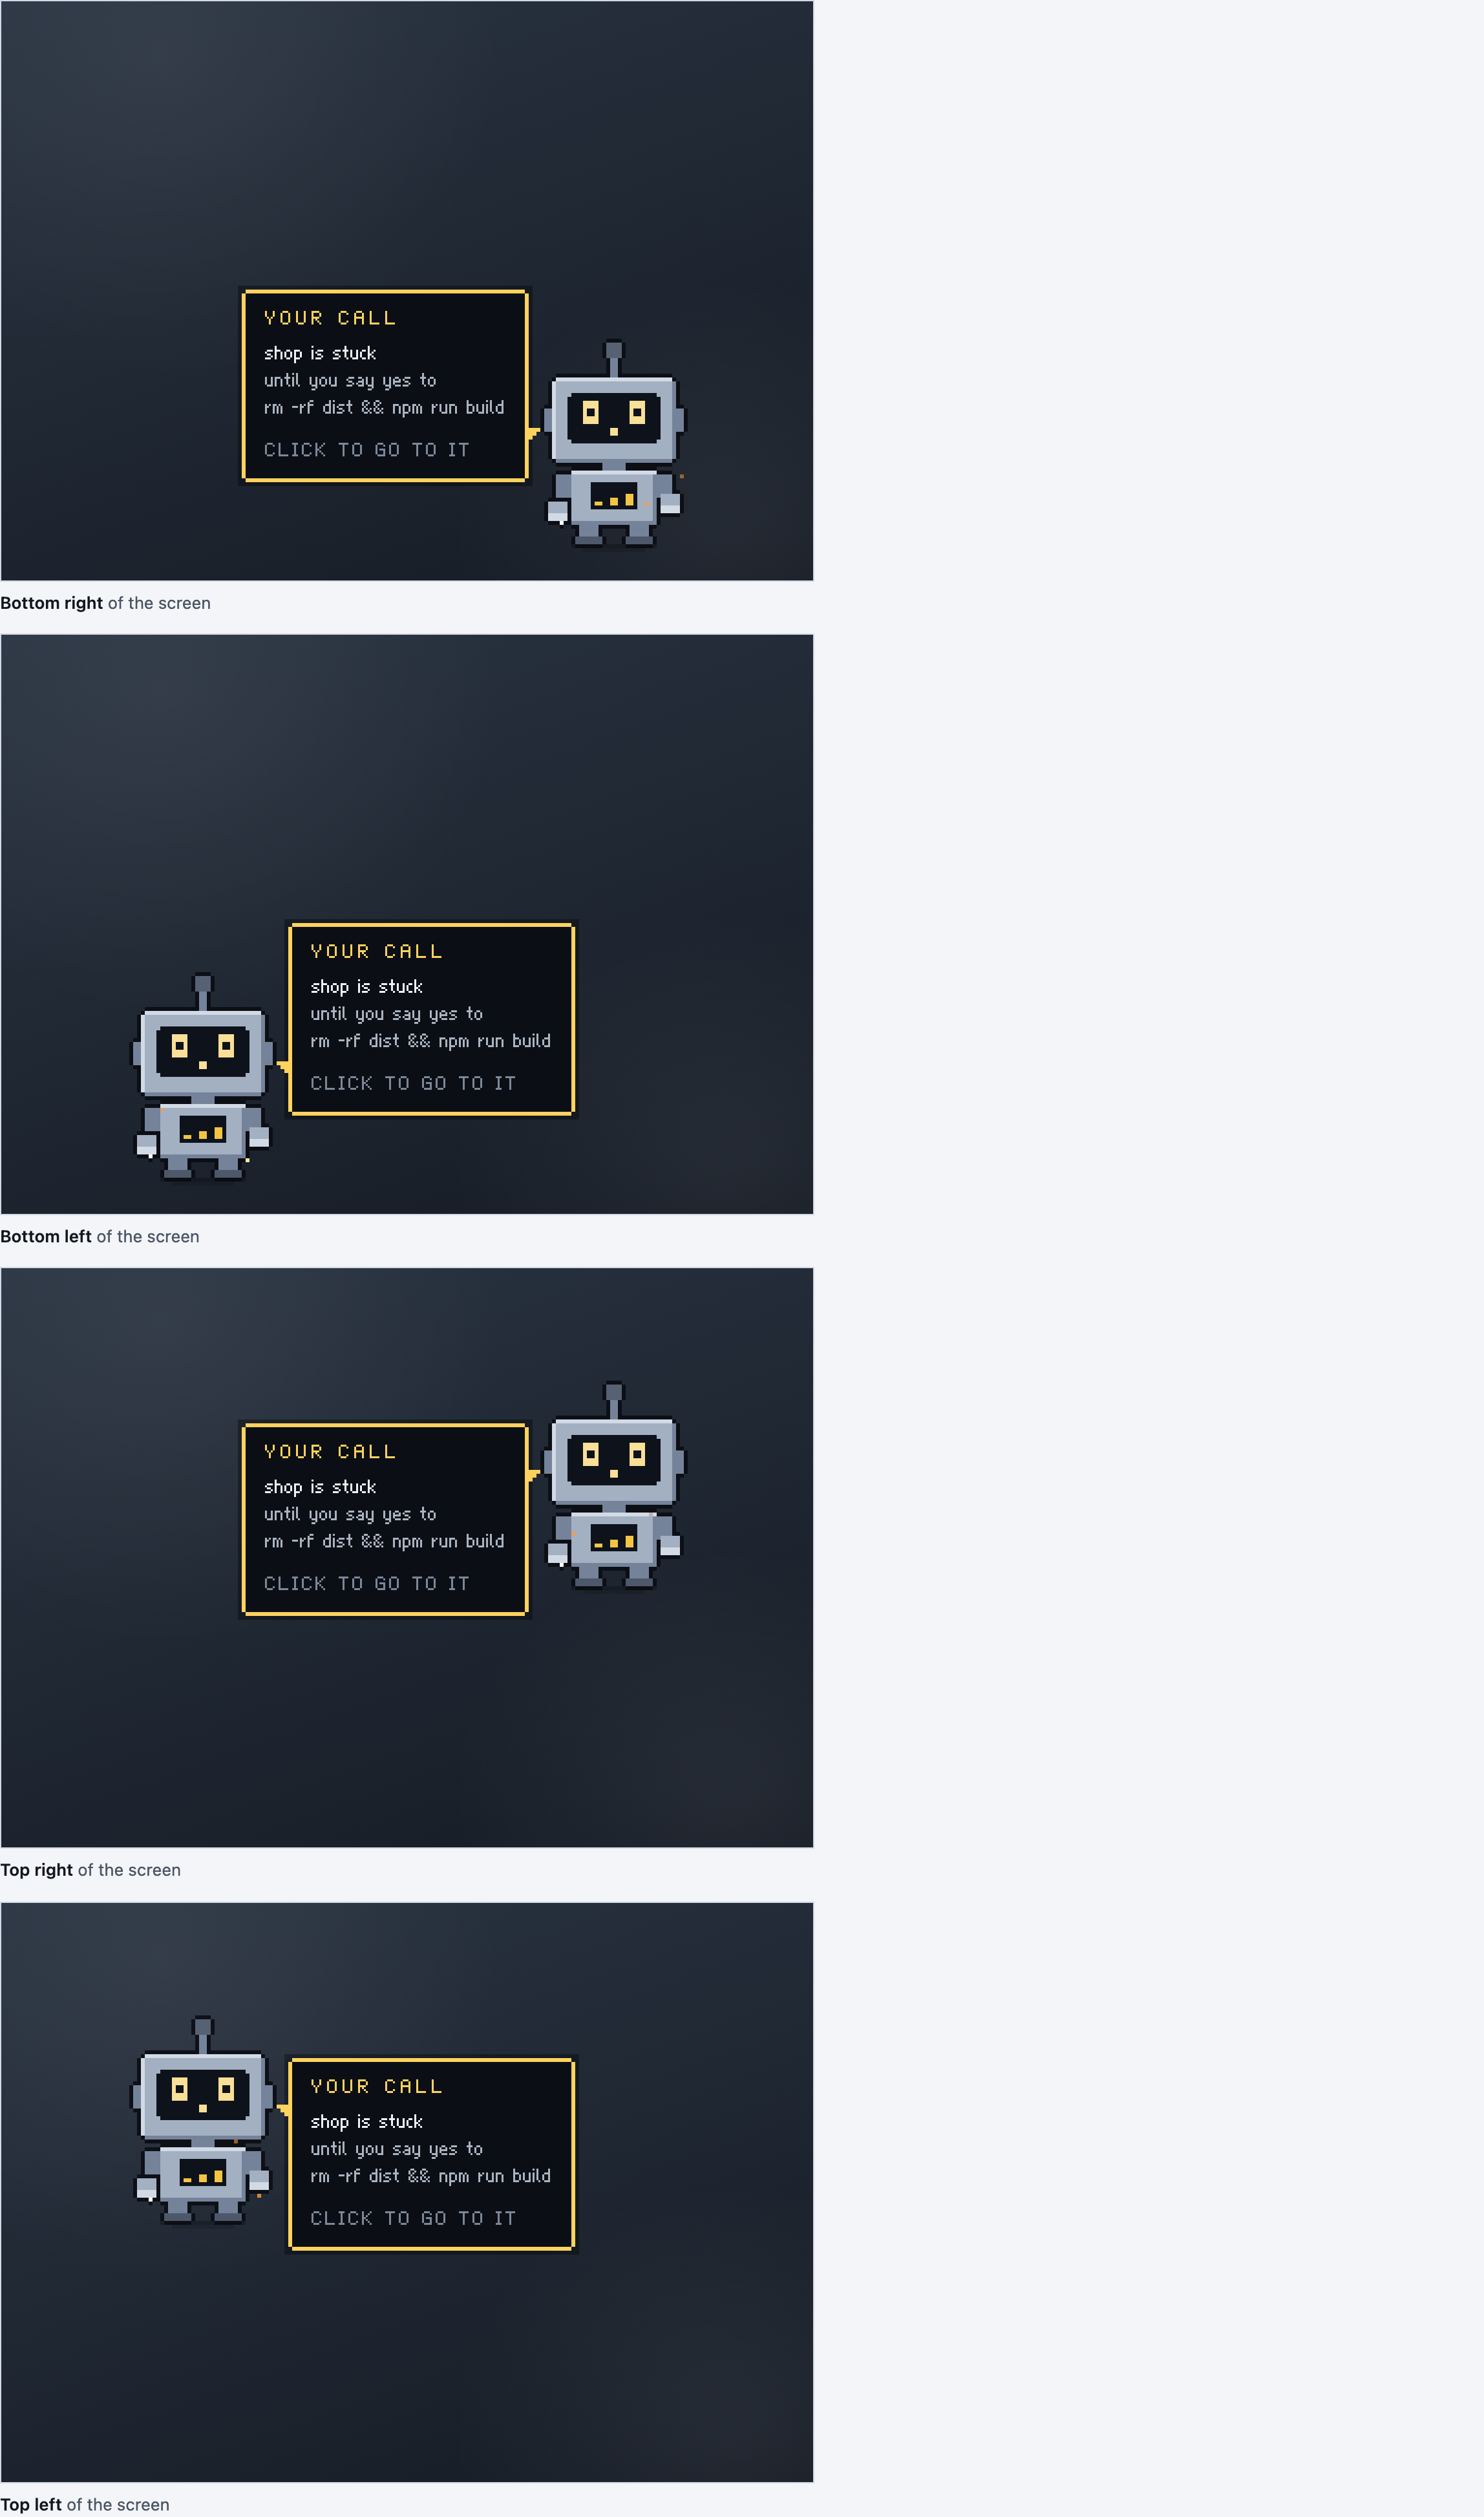 YOUR CALL
shop is stuck
until you say yes to
rm -rf dist && npm run build
CLICK TO GO TO IT
Bottom right of the screen
YOUR CALL
shop is stuck
until you say yes to
rm -rf dist && npm run build
CLICK TO GO TO IT
Bottom left of the screen
YOUR CALL
shop is stuck
until you say yes to
rm -rf dist && npm run build
CLICK TO GO TO IT
Top right of the screen
YOUR CALL
shop is stuck
until you say yes to
rm -rf dist && npm run build
CLICK TO GO TO IT
Top left of the screen